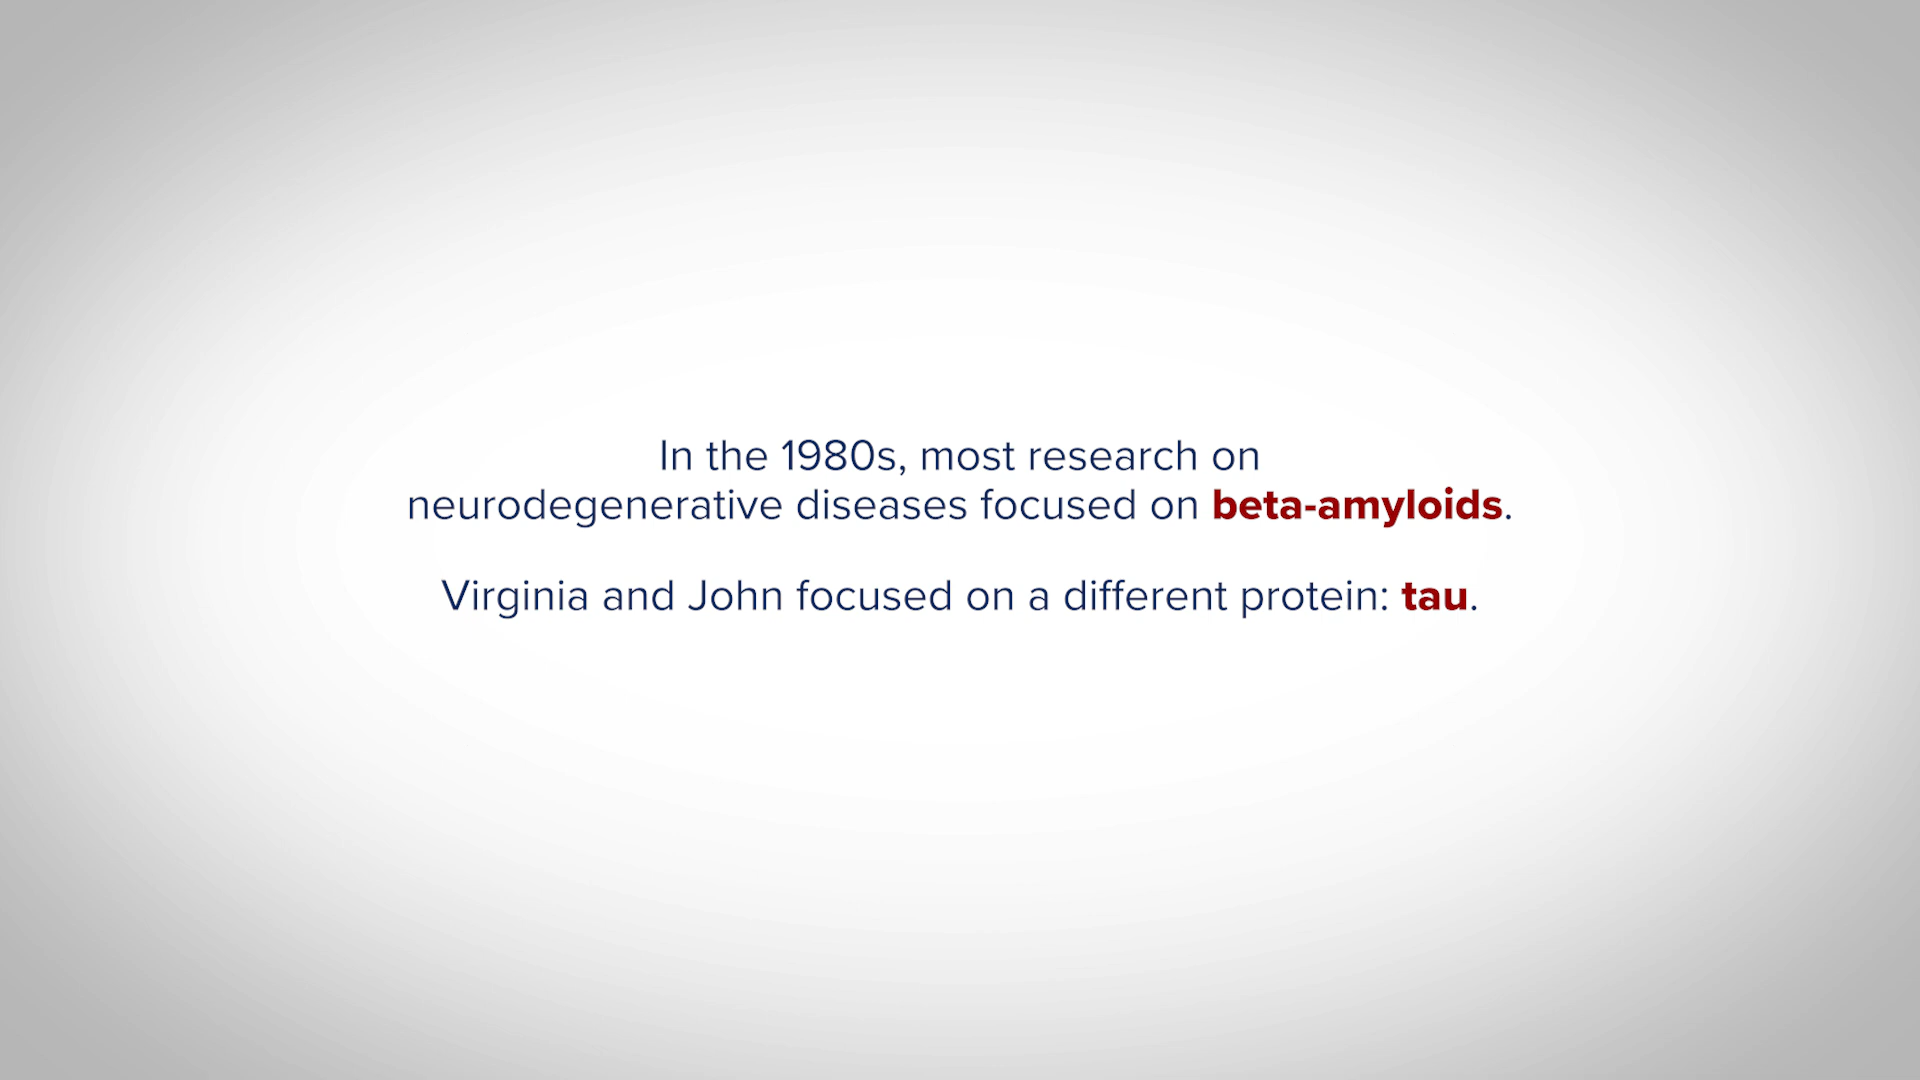 In the 1980s, most research on
neurodegenerative diseases focused on beta-amyloids.
Virginia and John focused on a different protein: tau.